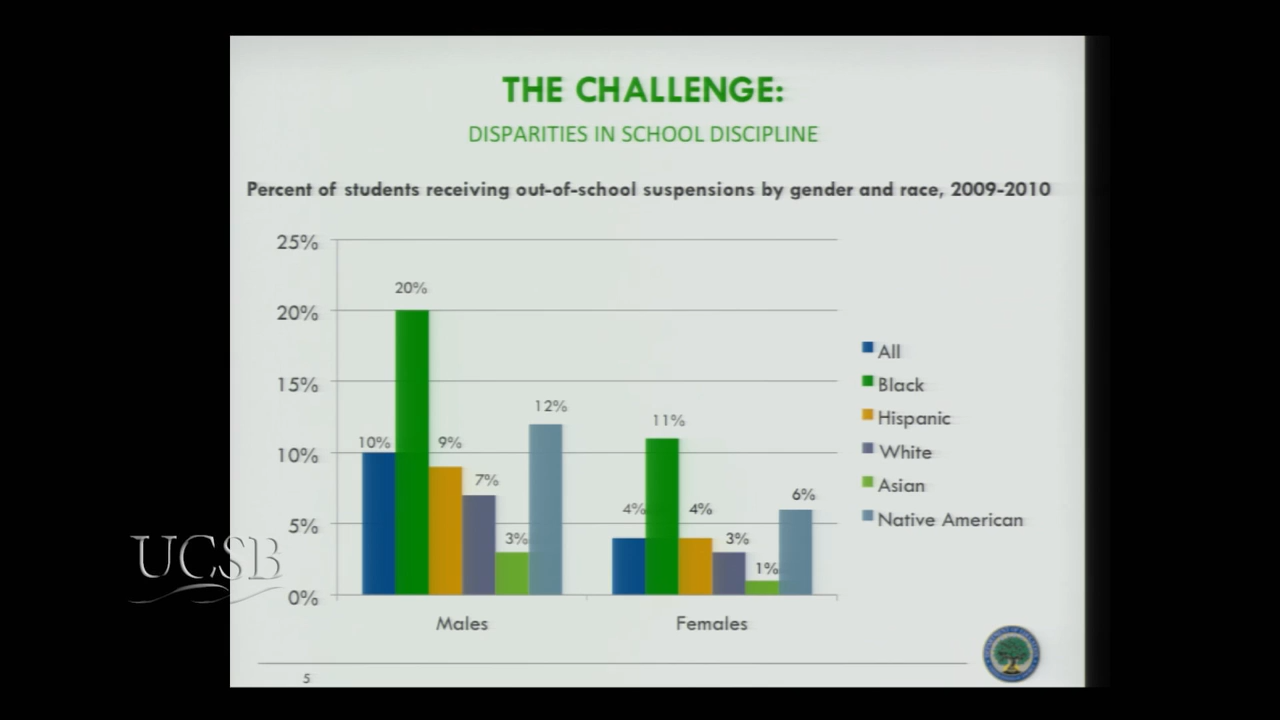 THE CHALLENGE:
DISPARITIES IN SCHOOL DISCIPLINE
Percent of students receiving out-of-school suspensions by gender and race, 2009-2010
25%
20%
15%
10%
5%
0%
10%
20%
9%
7%
3%
12%
4%
11%
4%
3%
1%
6%
Males
Females
All
Black
Hispanic
White
Asian
Native American
UCSB
5